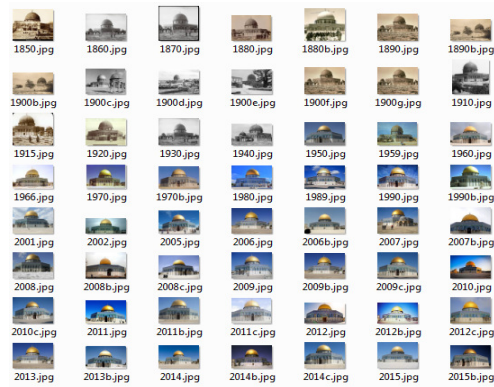 1850.jpg 1860.jpg 1870.jpg 1880.jpg 1880b.jpg 1890.jpg 1890b.jpg
1900b.jpg 1900c.jpg 1900d.jpg 1900e.jpg 1900f.jpg 1900g.jpg 1910.jpg
1915.jpg 1920.jpg 1930.jpg 1940.jpg 1950.jpg 1959.jpg 1960.jpg
1966.jpg 1970.jpg 1970b.jpg 1980.jpg 1989.jpg 1990.jpg 1990b.jpg
2001.jpg 2002.jpg 2005.jpg 2006.jpg 2006b.jpg 2007.jpg 2007b.jpg
2008.jpg 2008b.jpg 2008c.jpg 2009.jpg 2009b.jpg 2009c.jpg 2010.jpg
2010c.jpg 2011.jpg 2011b.jpg 2011c.jpg 2012.jpg 2012b.jpg 2012c.jpg
2013.jpg 2013b.jpg 2014.jpg 2014b.jpg 2014c.jpg 2015.jpg 2015b.jpg